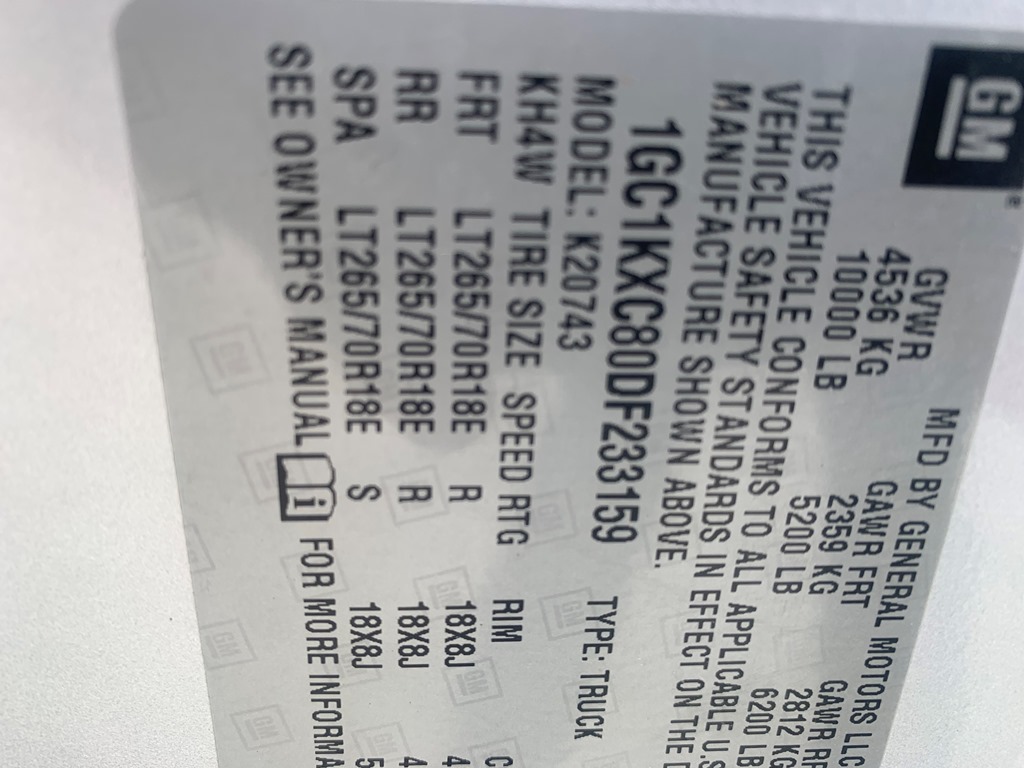 GM
MFD BY GENERAL MOTORS LLC
GVWR GAWR FRT GAWR RR
4536 KG 2359 KG 2812 KG
10000 LB 5200 LB 6200 LB
THIS VEHICLE CONFORMS TO ALL APPLICABLE U.S
VEHICLE SAFETY STANDARDS IN EFFECT ON THE D
MANUFACTURE SHOWN ABOVE.
1GC1KXC80DF233159 TYPE: TRUCK
MODEL: K20743
KH4W TIRE SIZE SPEED RTG RIM C
FRT LT265/70R18E R 18X8J 4
RR LT265/70R18E R 18X8J 4
SPA LT265/70R18E S 18X8J 5
SEE OWNER'S MANUAL i FOR MORE INFORMA